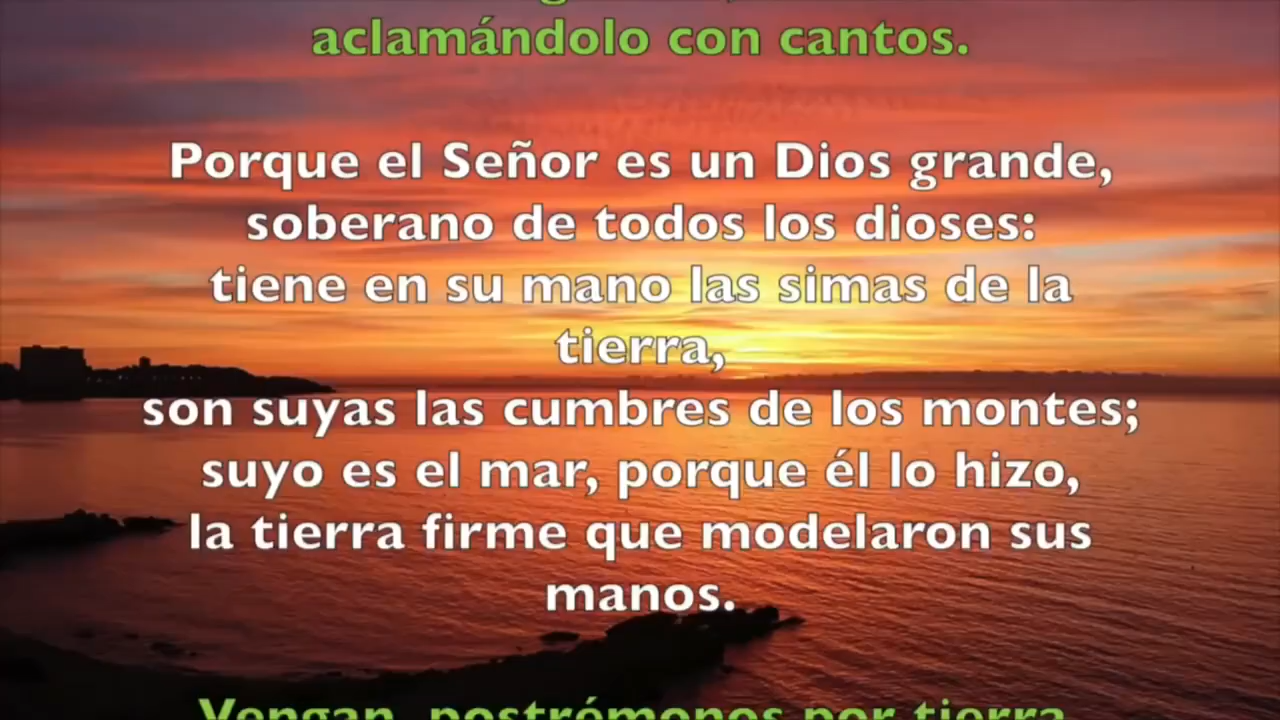 aclamándolo con cantos.
Porque el Señor es un Dios grande,
soberano de todos los dioses:
tiene en su mano las simas de la
tierra,
son suyas las cumbres de los montes;
suyo es el mar, porque él lo hizo,
la tierra firme que modelaron sus
manos.
Vengan, postrémonos por tierra